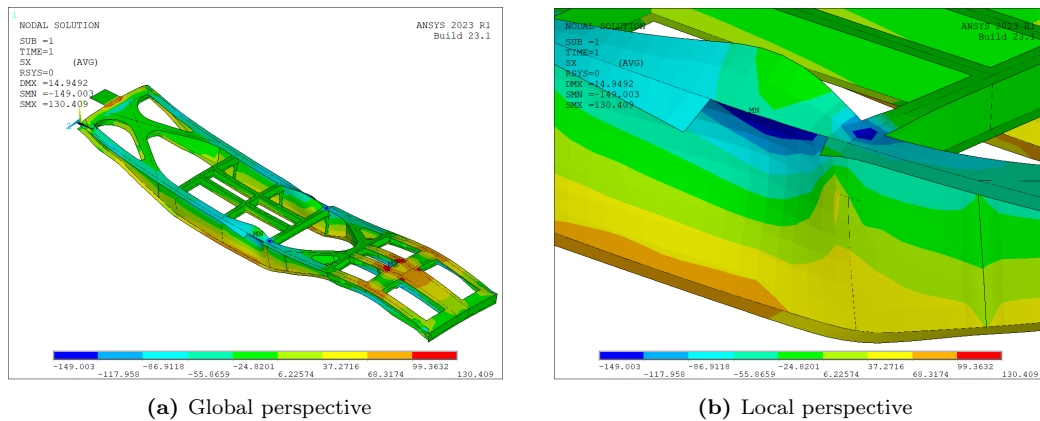 1
NODAL SOLUTION
SUB =1
TIME=1
SX (AVG)
RSYS=0
DMX =14.9492
SMN =-149.003
SMX =130.409
ANSYS 2023 R1
Build 23.1
Z
MN
-149.003 -117.958 -86.9118 -55.8659 -24.8201 6.22574 37.2716 68.3174 99.3632 130.409
(a) Global perspective
NODAL SOLUTION
SUB =1
TIME=1
SX (AVG)
RSYS=0
DMX =14.9492
SMN =-149.003
SMX =130.409
ANSYS 2023 R1
Build 23.1
MN
-149.003 -117.958 -86.9118 -55.8659 -24.8201 6.22574 37.2716 68.3174 99.3632 130.409
(b) Local perspective